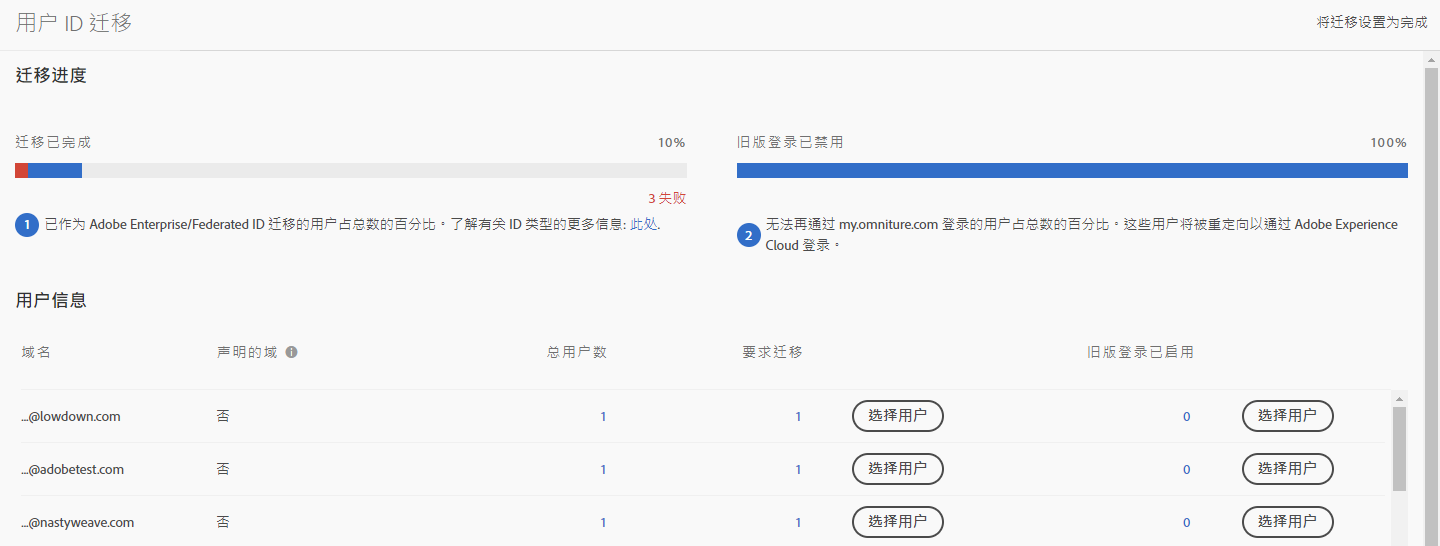 用户 ID 迁移
将迁移设置为完成
迁移进度
迁移已完成 10%
旧版登录已禁用 100%
3 失败
1 已作为 Adobe Enterprise/Federated ID 迁移的用户占总数的百分比。了解有关 ID 类型的更多信息: 此处.
2 无法再通过 my.omniture.com 登录的用户占总数的百分比。这些用户将被重定向以通过 Adobe Experience
Cloud 登录。
用户信息
域名 声明的域 总用户数 要求迁移 旧版登录已启用
...@lowdown.com 否 1 1 选择用户 0 选择用户
...@adobetest.com 否 1 1 选择用户 0 选择用户
...@nastyweave.com 否 1 1 选择用户 0 选择用户